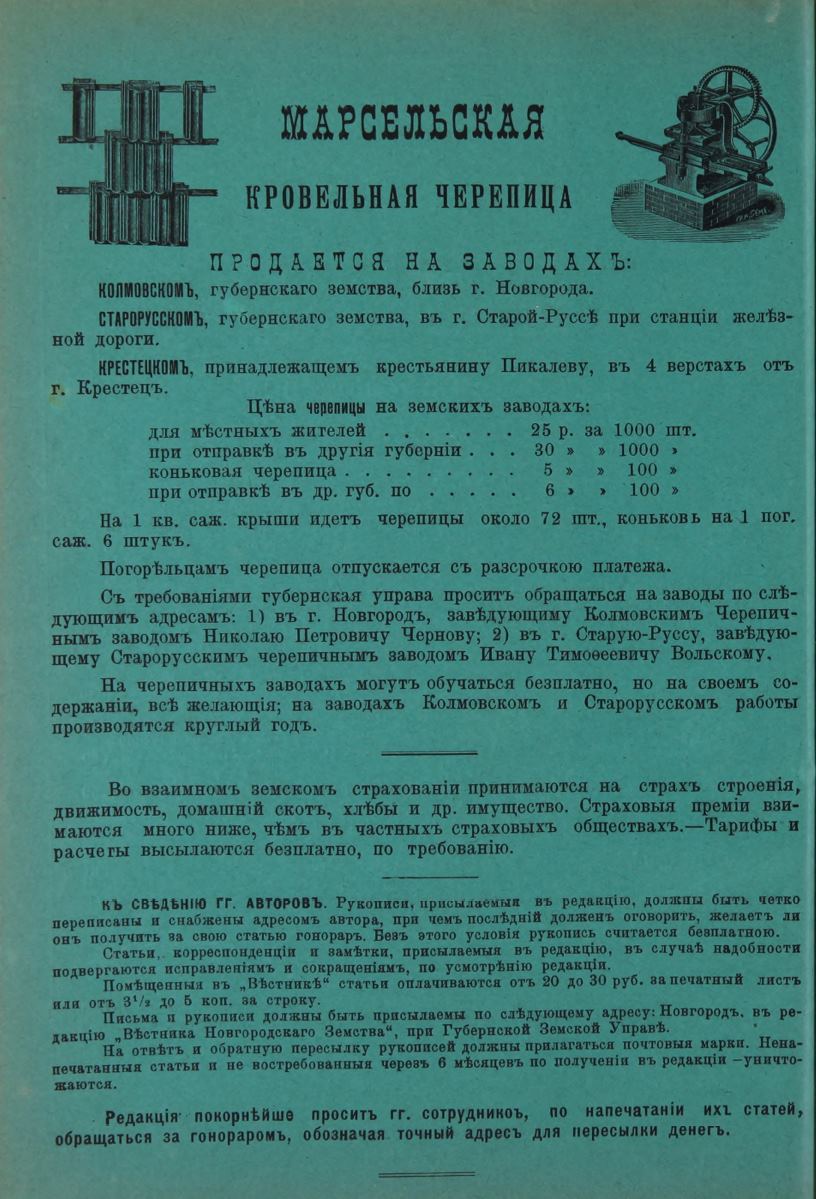 МАРСЕЛЬСКАЯ
КРОВЕЛЬНАЯ ЧЕРЕПИЦА
ПРОДАЕТСЯ НА ЗАВОДАХЪ:
КОЛМОВСКОМЪ, губернскаго земства, близь г. Новгорода.
СТАРОРУССКОМЪ, губернскаго земства, въ г. Старой-Руссѣ при станціи желѣз-
ной дороги.
КРЕСТЕЦКОМЪ, принадлежащемъ крестьянину Пикалеву, въ 4 верстахъ отъ
г. Крестецъ.
Цѣна черепицы на земскихъ заводахъ:
для мѣстныхъ жителей . . . . . . . 25 р. за 1000 шт.
при отправкѣ въ другія губерніи . . . 30 » » 1000 »
коньковая черепица . . . . . . . . . 5 » » 100 »
при отправкѣ въ др. губ. по . . . . . 6 » » 100 »
На 1 кв. саж. крыши идетъ черепицы около 72 шт., коньковъ на 1 пог.
саж. 6 штукъ.
Погорѣльцамъ черепица отпускается съ разсрочкою платежа.
Съ требованіями губернская управа проситъ обращаться на заводы по слѣ-
дующимъ адресамъ: 1) въ г. Новгородъ, завѣдующему Колмовскимъ Черепич-
нымъ заводомъ Николаю Петровичу Чернову; 2) въ г. Старую-Руссу, завѣдую-
щему Старорусскимъ черепичнымъ заводомъ Ивану Тимоѳеевичу Вольскому.
На черепичныхъ заводахъ могутъ обучаться безплатно, но на своемъ со-
держаніи, всѣ желающія; на заводахъ Колмовскомъ и Старорусскомъ работы
производятся круглый годъ.
Во взаимномъ земскомъ страхованіи принимаются на страхъ строенія,
движимость, домашній скотъ, хлѣбы и др. имущество. Страховыя преміи взи-
маются много ниже, чѣмъ въ частныхъ страховыхъ обществахъ.—Тарифы и
расчеты высылаются безплатно, по требованію.
КЪ СВѢДѢНІЮ ГГ. АВТОРОВЪ. Рукописи, присылаемыя въ редакцію, должны быть четко
переписаны и снабжены адресомъ автора, при чемъ послѣдній долженъ оговорить, желаетъ ли
онъ получить за свою статью гонораръ. Безъ этого условія рукопись считается безплатною.
Статьи, корреспонденціи и замѣтки, присылаемыя въ редакцію, въ случаѣ надобности
подвергаются исправленіямъ и сокращеніямъ, по усмотрѣнію редакціи.
Помѣщенныя въ „Вѣстникѣ“ статьи оплачиваются отъ 20 до 30 руб. за печатный листъ
или отъ 3¹/₂ до 5 коп. за строку.
Письма и рукописи должны быть присылаемы по слѣдующему адресу: Новгородъ, въ ре-
дакцію „Вѣстника Новгородскаго Земства“, при Губернской Земской Управѣ.
На отвѣтъ и обратную пересылку рукописей должны прилагаться почтовыя марки. Нена-
печатанныя статьи и не востребованныя черезъ 6 мѣсяцевъ по полученіи въ редакціи —уничто-
жаются.
Редакція покорнѣйше проситъ гг. сотрудниковъ, по напечатаніи ихъ статей,
обращаться за гонораромъ, обозначая точный адресъ для пересылки денегъ.